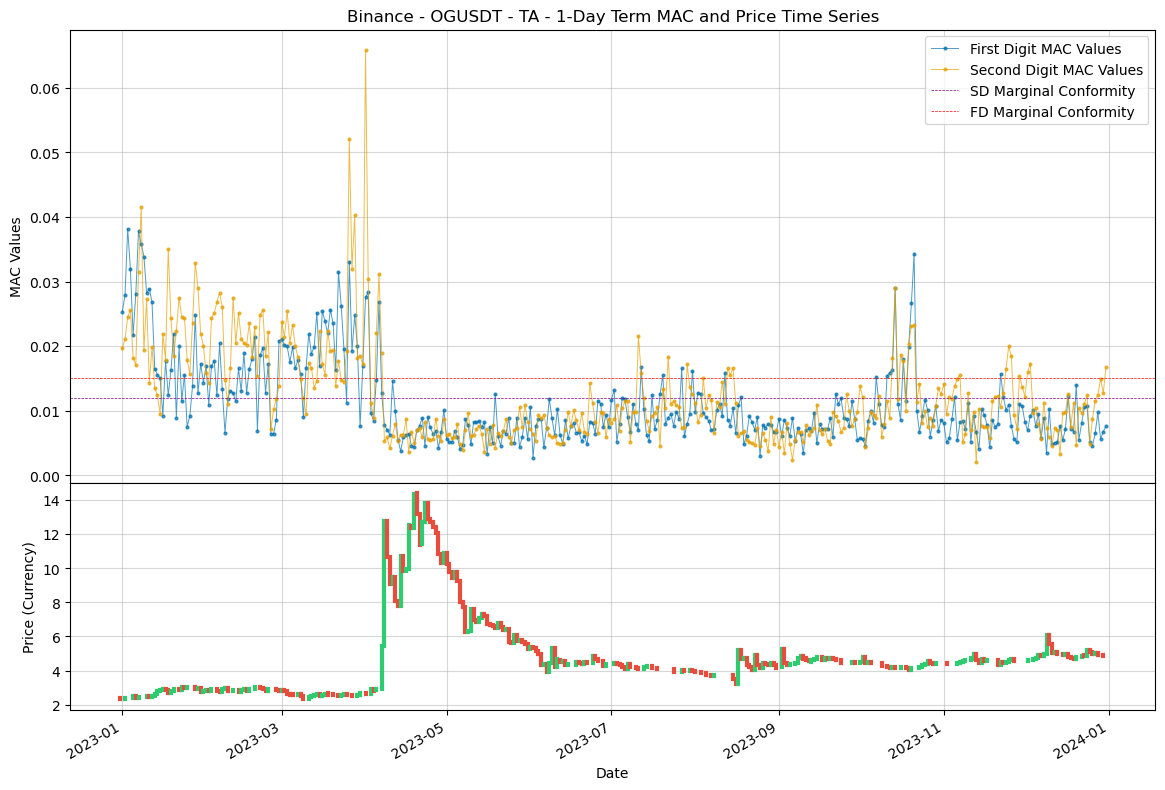 Binance - OGUSDT - TA - 1-Day Term MAC and Price Time Series
First Digit MAC Values
Second Digit MAC Values
SD Marginal Conformity
FD Marginal Conformity
MAC Values
0.06
0.05
0.04
0.03
0.02
0.01
0.00
Price (Currency)
14
12
10
8
6
4
2
2023-01
2023-03
2023-05
2023-07
2023-09
2023-11
2024-01
Date